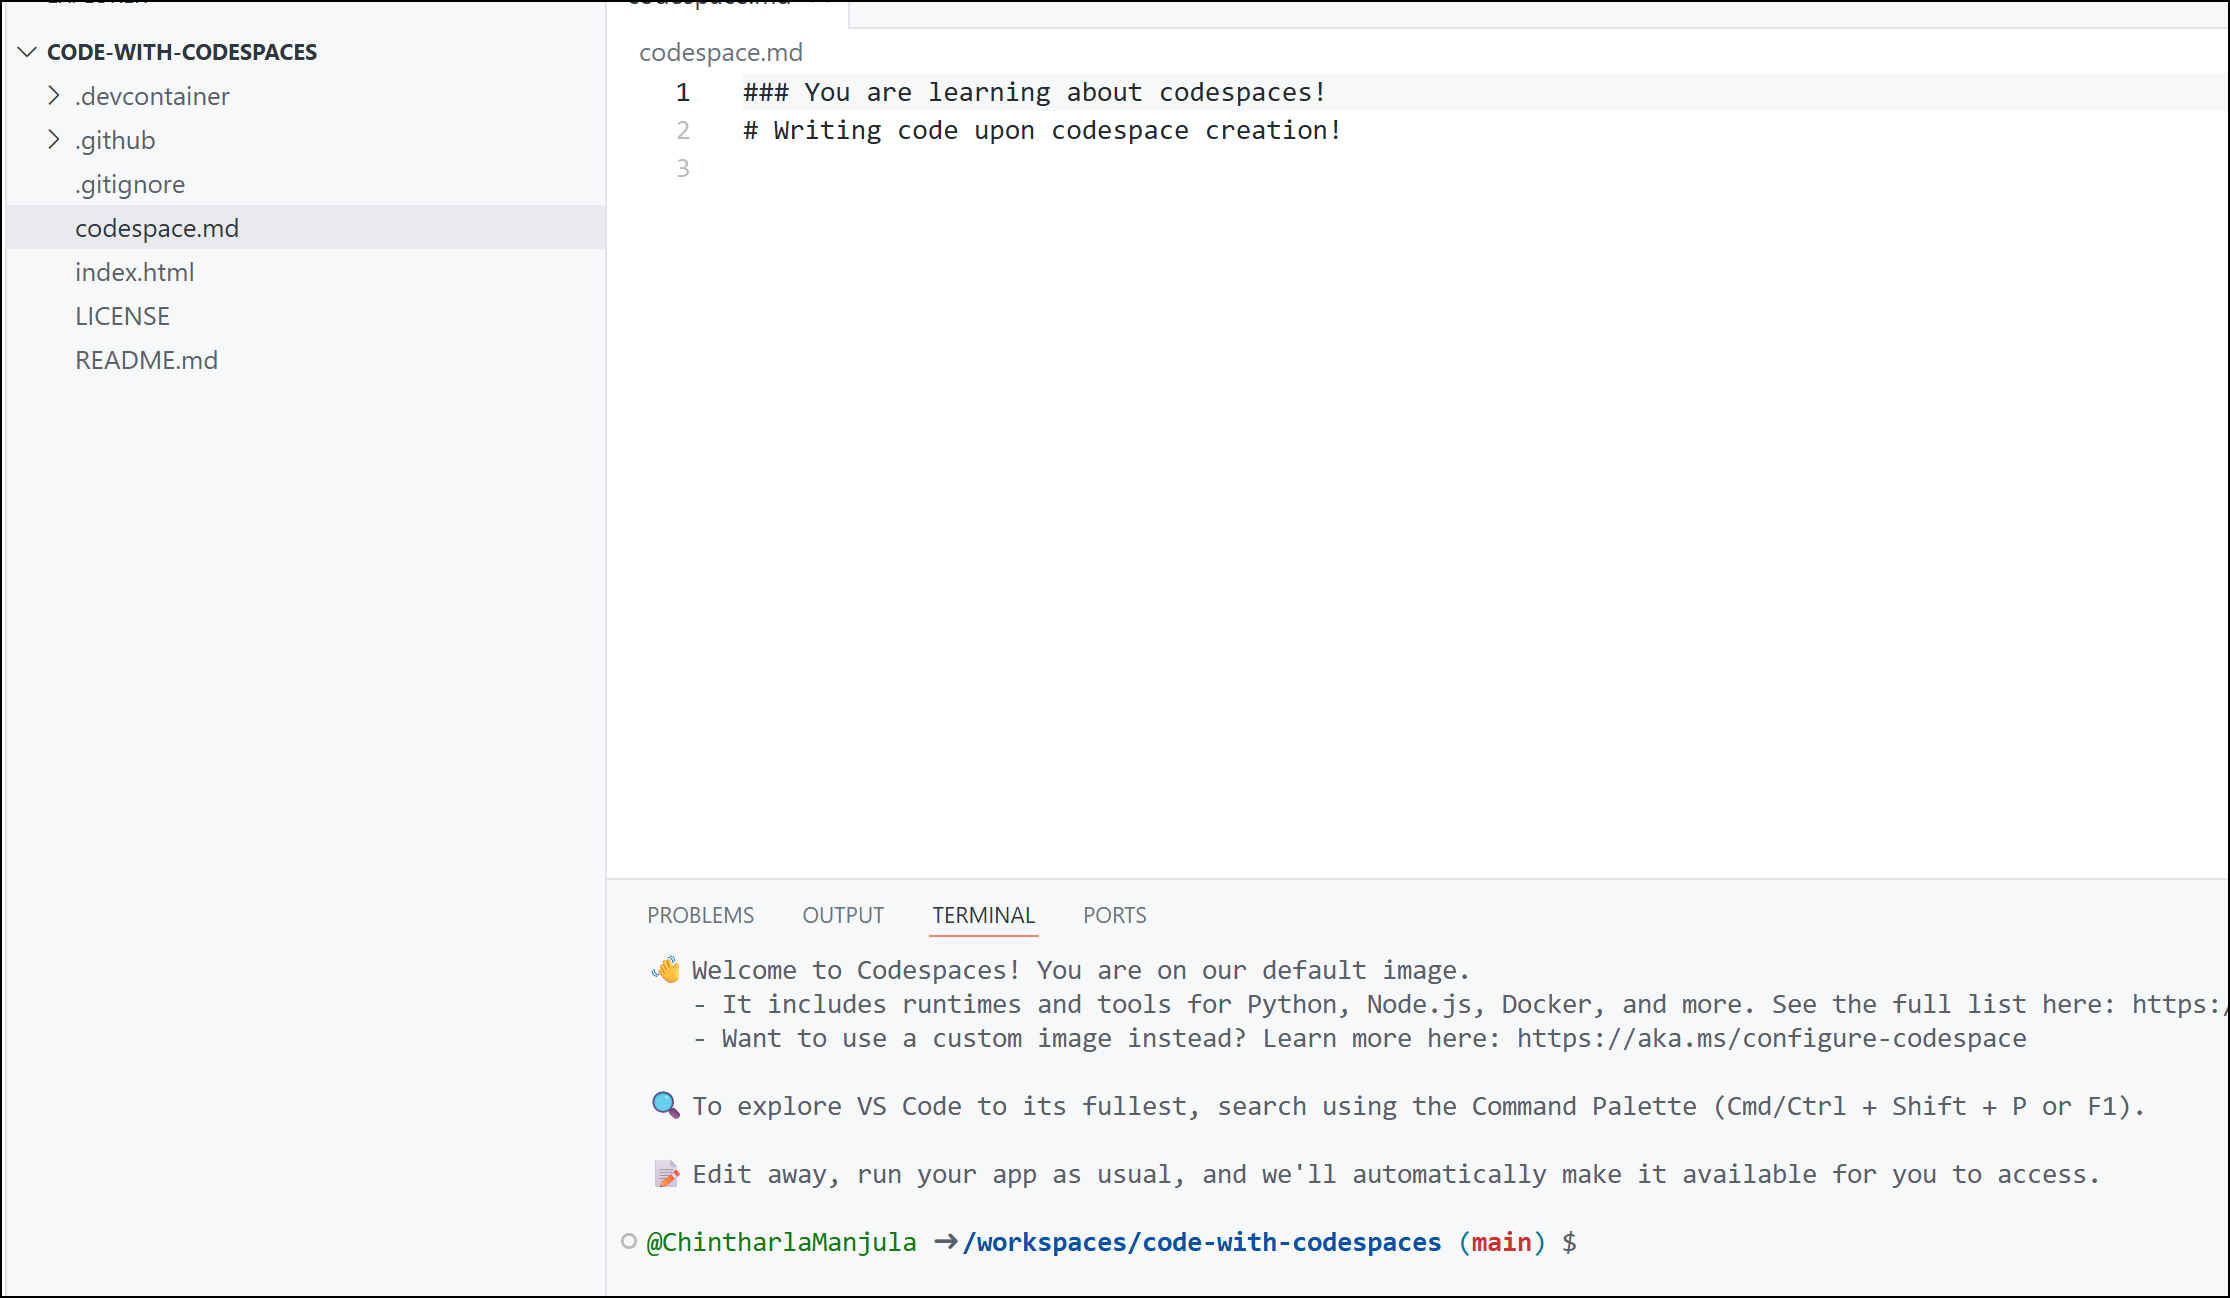 CODE-WITH-CODESPACES
.devcontainer
.github
.gitignore
codespace.md
index.html
LICENSE
README.md
codespace.md
1 ### You are learning about codespaces!
2 # Writing code upon codespace creation!
3
PROBLEMS OUTPUT TERMINAL PORTS
👋 Welcome to Codespaces! You are on our default image.
- It includes runtimes and tools for Python, Node.js, Docker, and more. See the full list here: https:/
- Want to use a custom image instead? Learn more here: https://aka.ms/configure-codespace
🔍 To explore VS Code to its fullest, search using the Command Palette (Cmd/Ctrl + Shift + P or F1).
📝 Edit away, run your app as usual, and we'll automatically make it available for you to access.
@ChintharlaManjula ➜/workspaces/code-with-codespaces (main) $